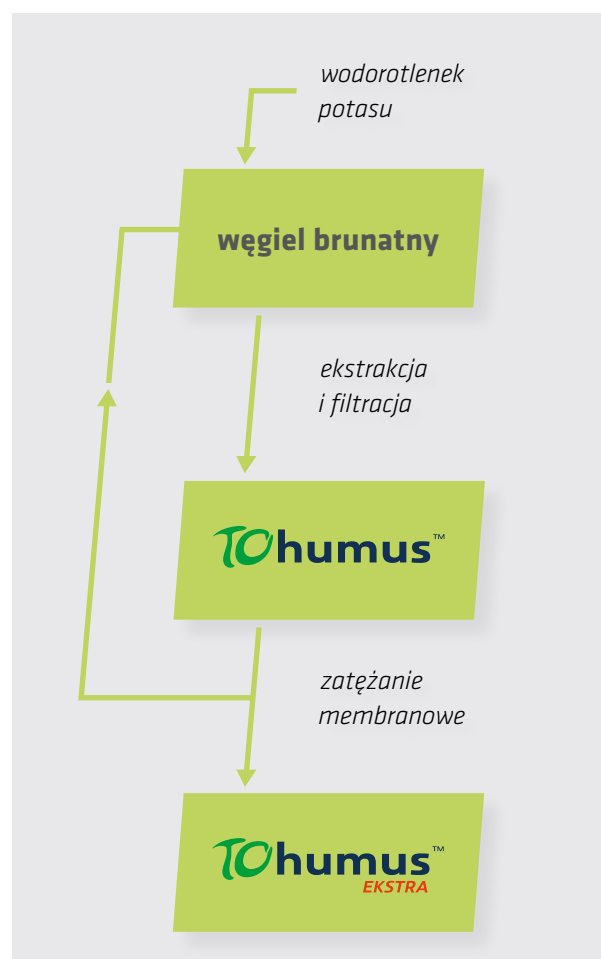 wodorotlenek
potasu
węgiel brunatny
ekstrakcja
i filtracja
TOhumus™
zatężanie
membranowe
TOhumus™
EKSTRA